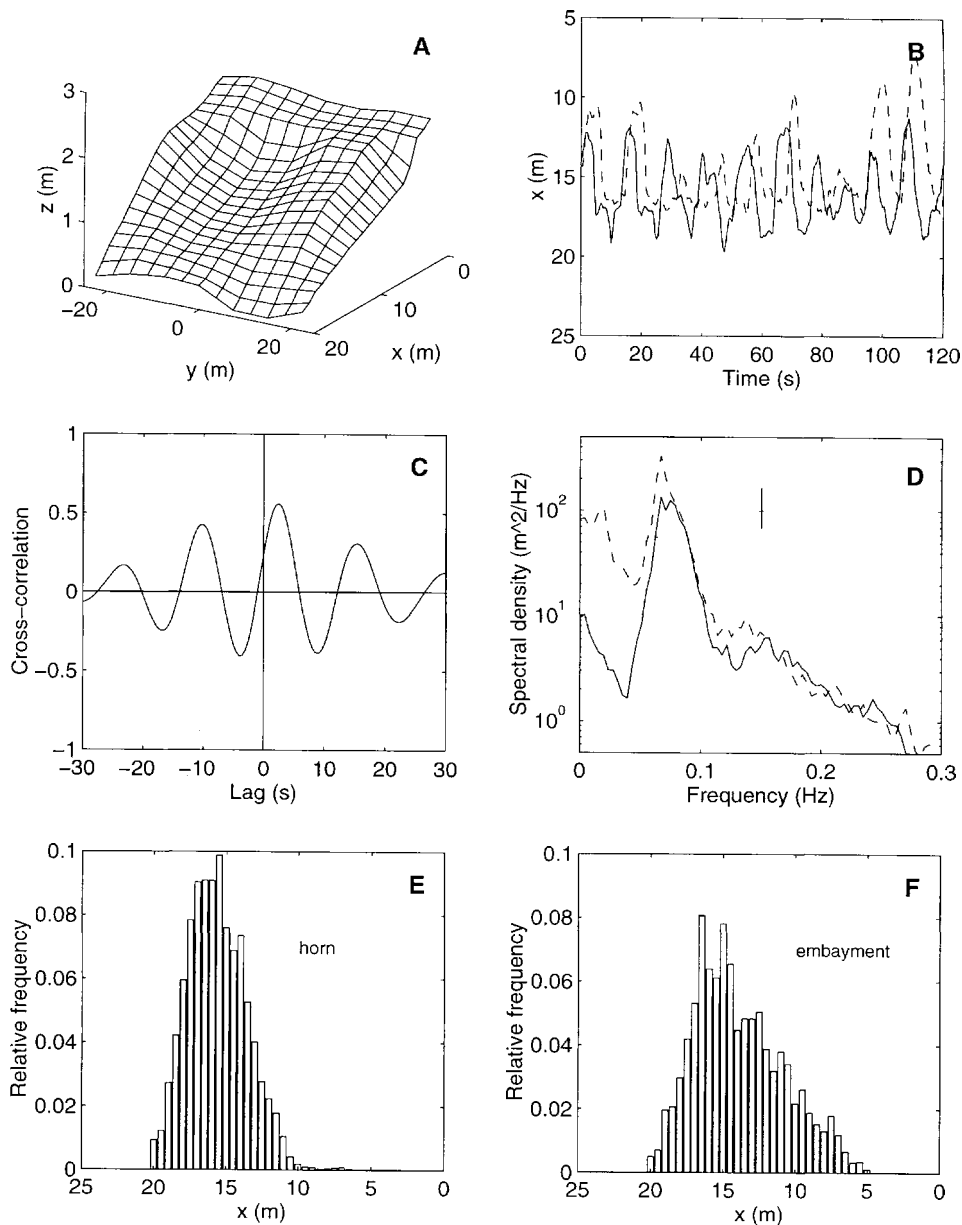 A
3
2
1
0
z (m)
−20
0
20
y (m)
20
10
0
x (m)
B
5
10
15
20
25
x (m)
0 20 40 60 80 100 120
Time (s)
C
1
0.5
0
−0.5
−1
Cross−correlation
−30 −20 −10 0 10 20 30
Lag (s)
D
10^2
10^1
10^0
Spectral density (m^2/Hz)
0 0.1 0.2 0.3
Frequency (Hz)
E
horn
0.1
0.08
0.06
0.04
0.02
0
Relative frequency
25 20 15 10 5 0
x (m)
F
embayment
0.1
0.08
0.06
0.04
0.02
0
Relative frequency
25 20 15 10 5 0
x (m)